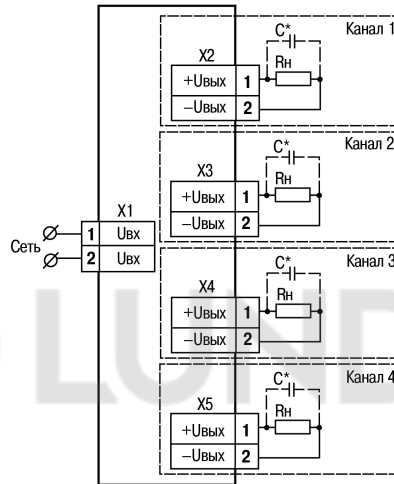 C*
Канал 1
X2
Rн
+Uвых 1
−Uвых 2
C*
Канал 2
X3
Rн
+Uвых 1
−Uвых 2
X1
Сеть
1 Uвх
2 Uвх
C*
Канал 3
X4
Rн
+Uвых 1
−Uвых 2
LUND
C*
Канал 4
X5
Rн
+Uвых 1
−Uвых 2